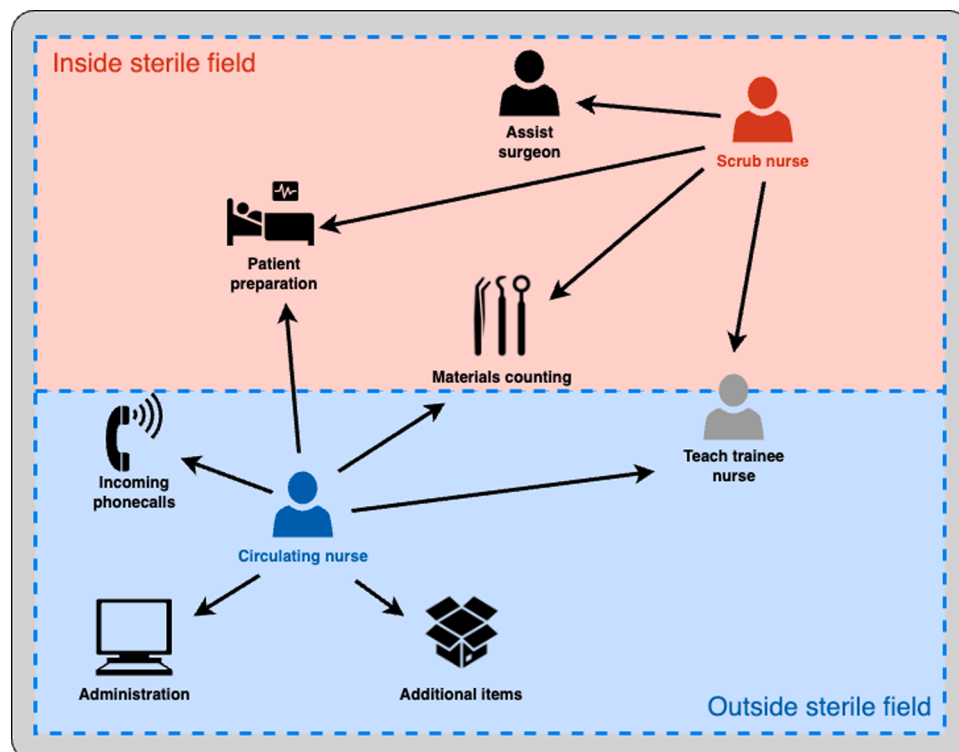 Inside sterile field
Assist
surgeon
Scrub nurse
Patient
preparation
Materials counting
Teach trainee
nurse
Incoming
phonecalls
Circulating nurse
Administration
Additional items
Outside sterile field